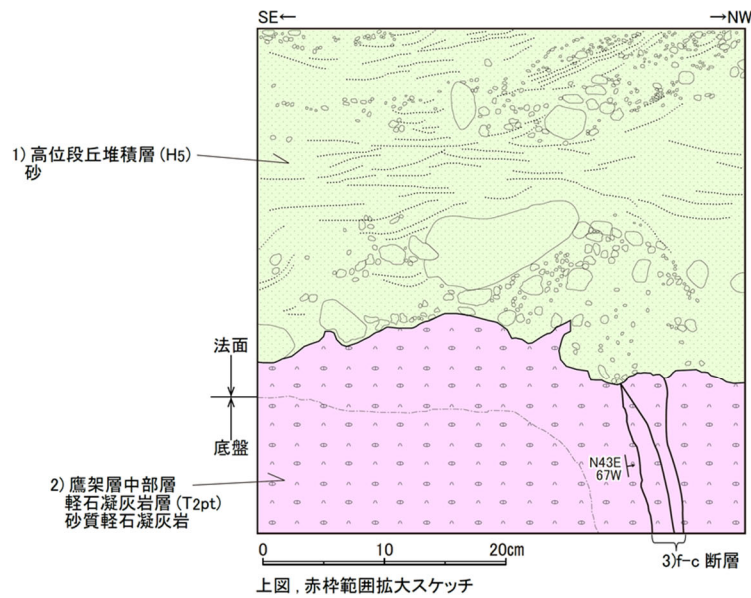 SE← →NW
1) 高位段丘堆積層(H5)
砂
法面
底盤
N43E
67W
2) 鷹架層中部層
軽石凝灰岩層(T2pt)
砂質軽石凝灰岩
3)f-c 断層
0 10 20cm
上図,赤枠範囲拡大スケッチ